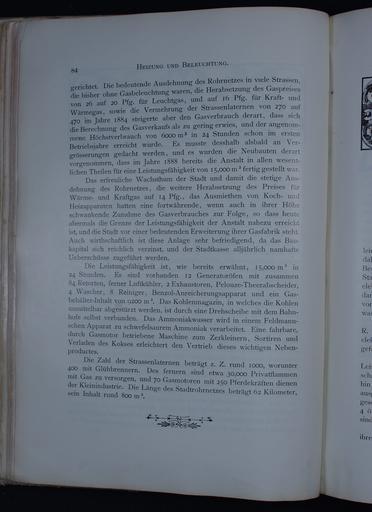 84
Heizung und Beleuchtung.
gerichtet. Die bedeutende Ausdehnung des Rohrnetzes in viele Strassen,
die bisher ohne Gasbeleuchtung waren, die Herabsetzung des Gaspreises
von 26 auf 20 Pfg. für Leuchtgas, und auf 16 Pfg. für Kraft- und
Wärmegas, sowie die Vermehrung der Strassenlaternen von 270 auf
470 im Jahre 1884 steigerte aber den Gasverbrauch derart, dass sich
die Berechnung des Gasverkaufs als zu gering erwies, und der angenom-
mene Höchstverbrauch von 6000 m³ in 24 Stunden schon im ersten
Betriebsjahre erreicht wurde. Es musste desshalb alsbald an Ver-
grösserungen gedacht werden, und es wurden die Neubauten derart
vorgenommen, dass im Jahre 1888 bereits die Anstalt in allen wesent-
lichen Theilen für eine Leistungsfähigkeit von 15,000 m³ fertig gestellt war.
Das erfreuliche Wachsthum der Stadt und damit die stetige Aus-
dehnung des Rohrnetzes, die weitere Herabsetzung des Preises für
Wärme- und Kraftgas auf 14 Pfg., das Ausmiethen von Koch- und
Heizapparaten hatten eine fortwährende, wenn auch in ihrer Höhe
schwankende Zunahme des Gasverbrauches zur Folge, so dass heute
abermals die Grenze der Leistungsfähigkeit der Anstalt nahezu erreicht
ist, und die Stadt vor einer bedeutenden Erweiterung ihrer Gasfabrik steht.
Auch wirthschaftlich ist diese Anlage sehr befriedigend, da das Bau-
kapital sich reichlich verzinst, und der Stadtkasse alljährlich namhafte
Ueberschüsse zugeführt werden.
Die Leistungsfähigkeit ist, wie bereits erwähnt, 15,000 m³ in
24 Stunden. Es sind vorhanden 12 Generatoröfen mit zusammen
84 Retorten, ferner Luftkühler, 2 Exhaustoren, Pelouze-Theerabscheider,
4 Wascher, 8 Reiniger, Benzol-Anreicherungsapparat und ein Gas-
behälter-Inhalt von 9200 m³. Das Kohlenmagazin, in welches die Kohlen
unmittelbar abgestürzt werden, ist durch eine Drehscheibe mit dem Bahn-
hofe selbst verbunden. Das Ammoniakwasser wird in einem Feldmann-
schen Apparat zu schwefelsaurem Ammoniak verarbeitet. Eine fahrbare,
durch Gasmotor betriebene Maschine zum Zerkleinern, Sortiren und
Verladen des Kokses erleichtert den Vertrieb dieses wichtigen Neben-
productes.
Die Zahl der Strassenlaternen beträgt z. Z. rund 1000, worunter
400 mit Glühbrennern. Des fernern sind etwa 30,000 Privatflammen
mit Gas zu versorgen, und 70 Gasmotoren mit 250 Pferdekräften dienen
der Kleinindustrie. Die Länge des Stadtrohrnetzes beträgt 62 Kilometer,
sein Inhalt rund 800 m³.